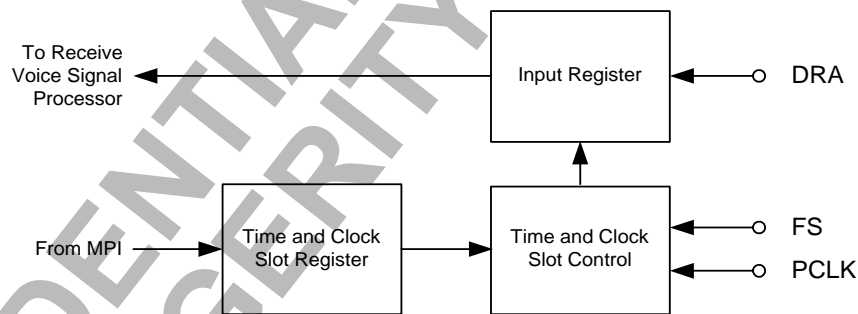 To Receive
Voice Signal
Processor
Input Register
DRA
From MPI
Time and Clock
Slot Register
Time and Clock
Slot Control
FS
PCLK